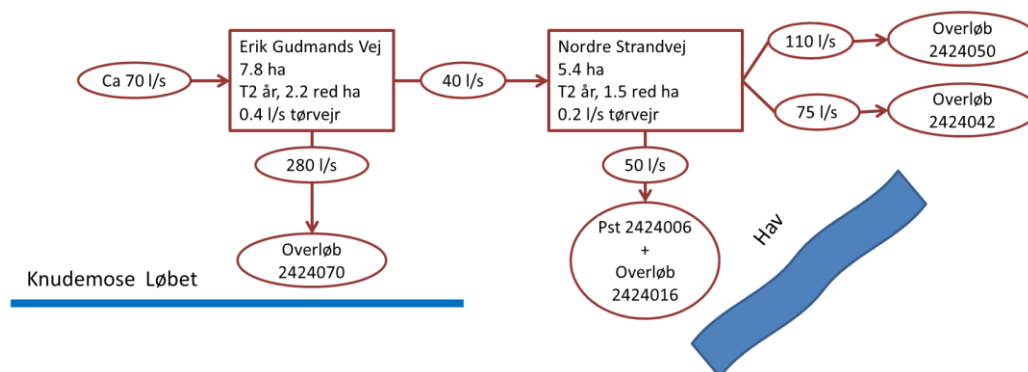 Ca 70 l/s
Erik Gudmands Vej
7.8 ha
T2 år, 2.2 red ha
0.4 l/s tørvejr
40 l/s
Nordre Strandvej
5.4 ha
T2 år, 1.5 red ha
0.2 l/s tørvejr
110 l/s
Overløb
2424050
75 l/s
Overløb
2424042
280 l/s
50 l/s
Overløb
2424070
Pst 2424006
+
Overløb
2424016
Hav
Knudemose Løbet